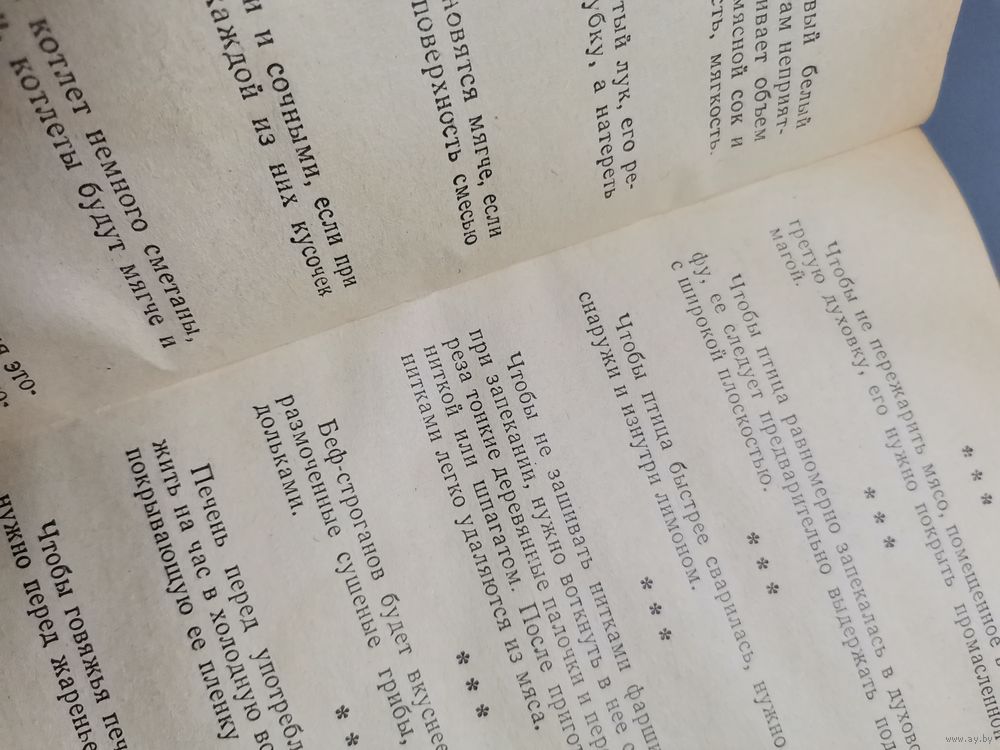 вый белый
ам неприят-
ивает объем
мясной сок и
сть, мягкость.
тый лук, его ре-
убку, а натереть
новятся мягче, если
поверхность смесью
и и сочными, если при
каждой из них кусочек
котлет немного сметаны,
котлеты будут мягче и
Чтобы не пережарить мясо, помещенное
гретую духовку, его нужно покрыть промасленно
магой.
* * *
Чтобы птица равномерно запекалась в духов
фу, ее следует предварительно выдержать под
с широкой плоскостью.
* * *
Чтобы птица быстрее сварилась, нужно
снаружи и изнутри лимоном.
* * *
Чтобы не зашивать нитками фарши
при запекании, нужно воткнуть в нее с
реза тонкие деревянные палочки и пере
ниткой или шпагатом. После пригот
нитками легко удаляются из мяса.
* * *
Беф-строганов будет вкуснее
размоченные сушеные грибы,
дольками.
* * *
Печень перед употребл
жить на час в холодную во
покрывающую ее пленку
Чтобы говяжья печ
нужно перед жаренье
www.ay.by